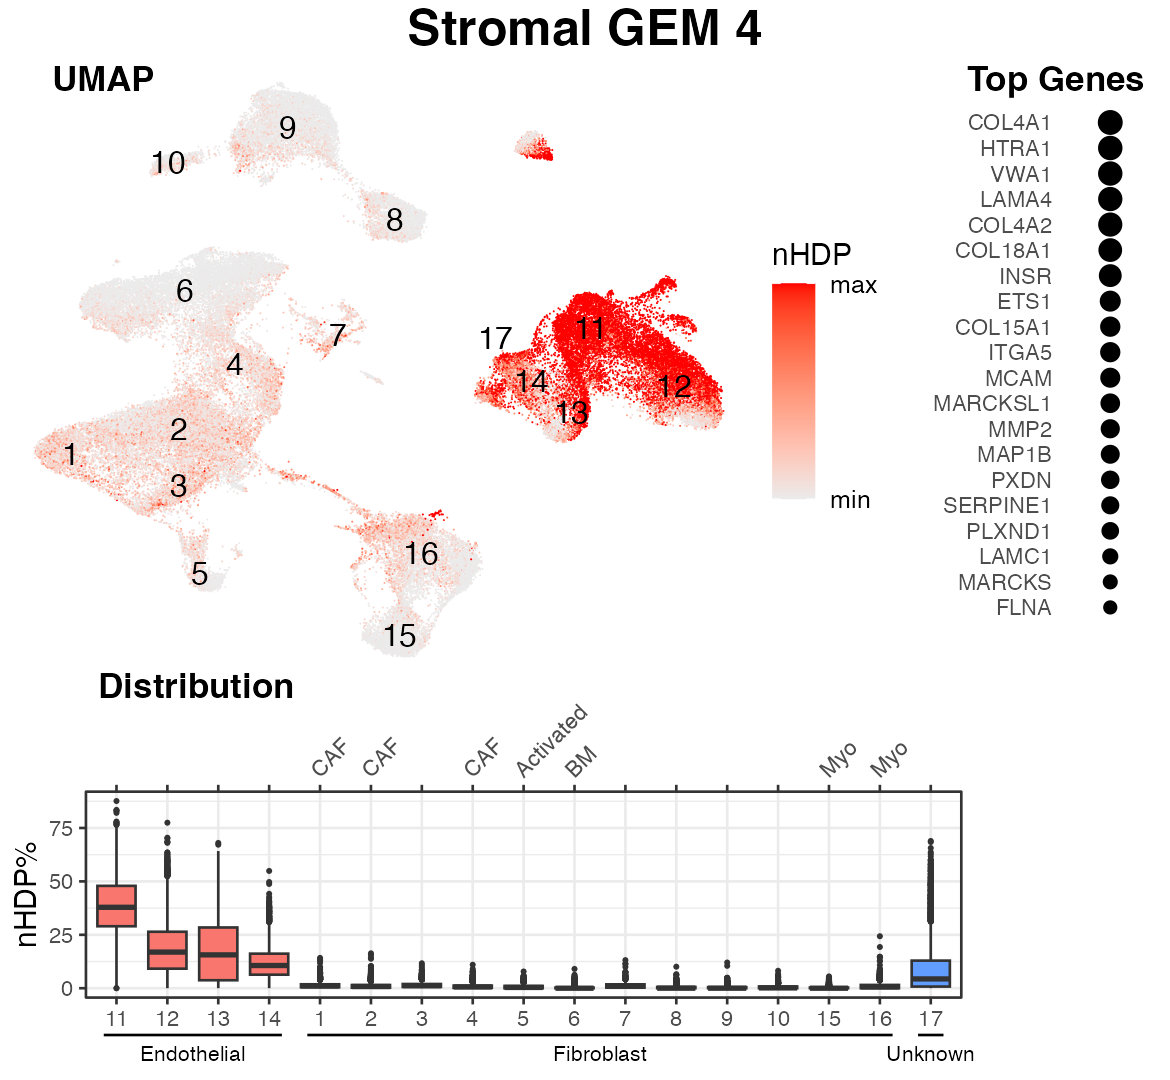 Stromal GEM 4
UMAP
9
10
8
6
7
4
2
1
3
5
16
15
17
11
14
12
13
nHDP
max
min
Top Genes
COL4A1
HTRA1
VWA1
LAMA4
COL4A2
COL18A1
INSR
ETS1
COL15A1
ITGA5
MCAM
MARCKSL1
MMP2
MAP1B
PXDN
SERPINE1
PLXND1
LAMC1
MARCKS
FLNA
Distribution
CAF
CAF
CAF
Activated
BM
Myo
Myo
nHDP%
75
50
25
0
11 12 13 14 1 2 3 4 5 6 7 8 9 10 15 16 17
Endothelial Fibroblast Unknown